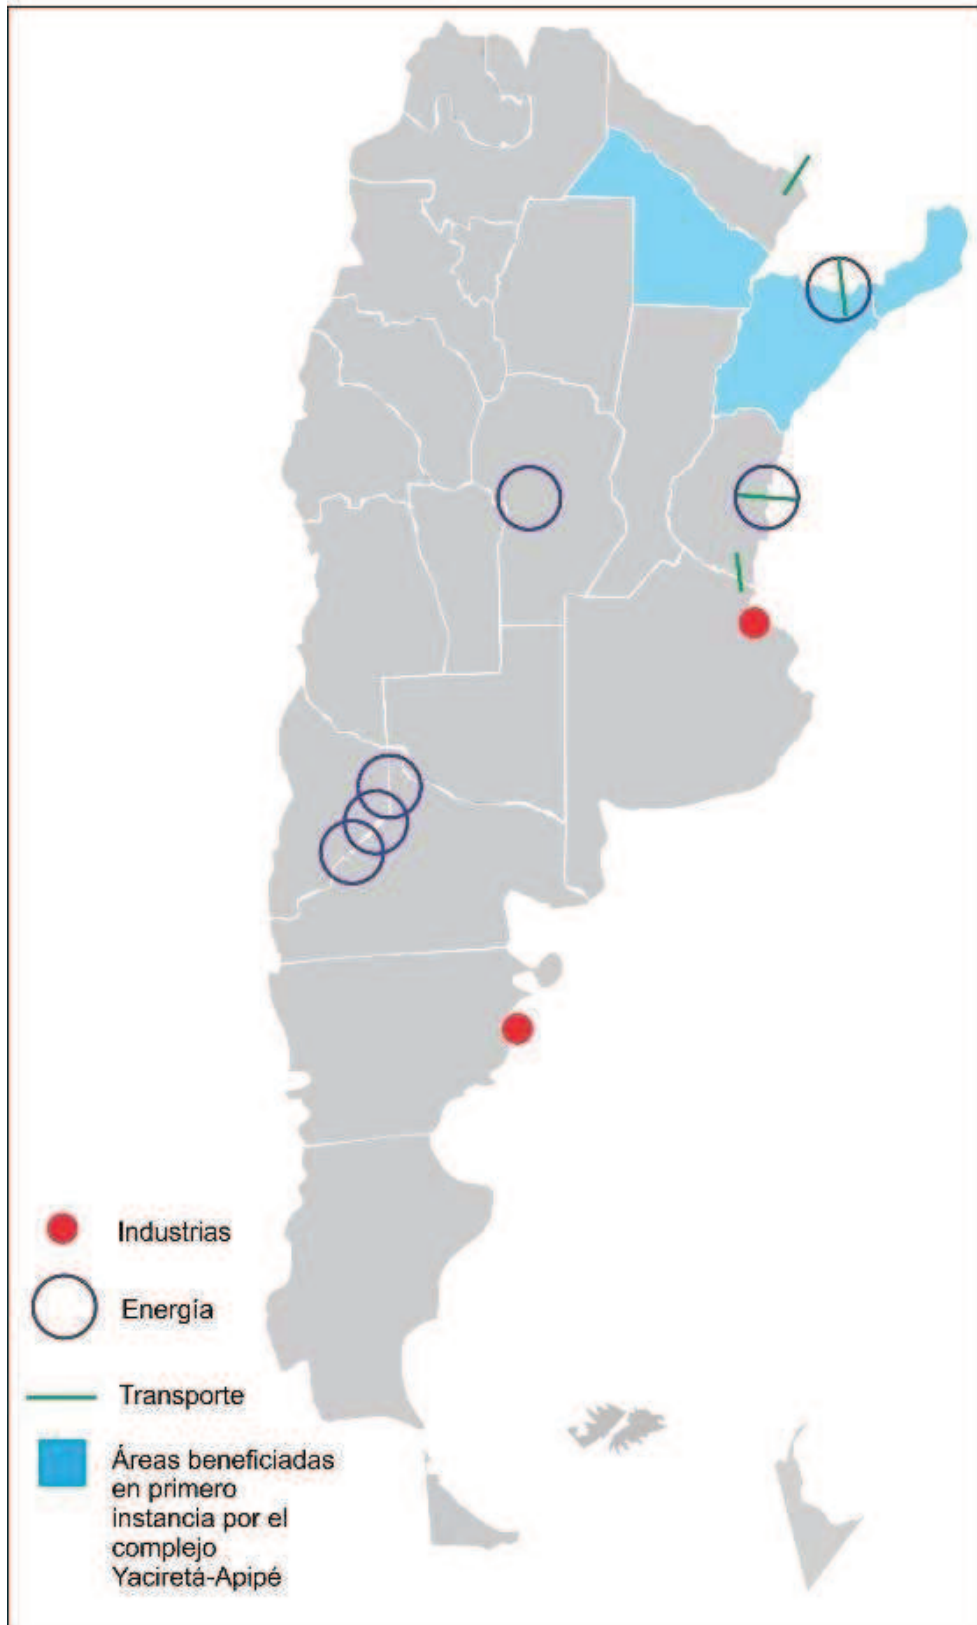 Industrias
Energía
Transporte
Áreas beneficiadas
en primero
instancia por el
complejo
Yaciretá-Apipé